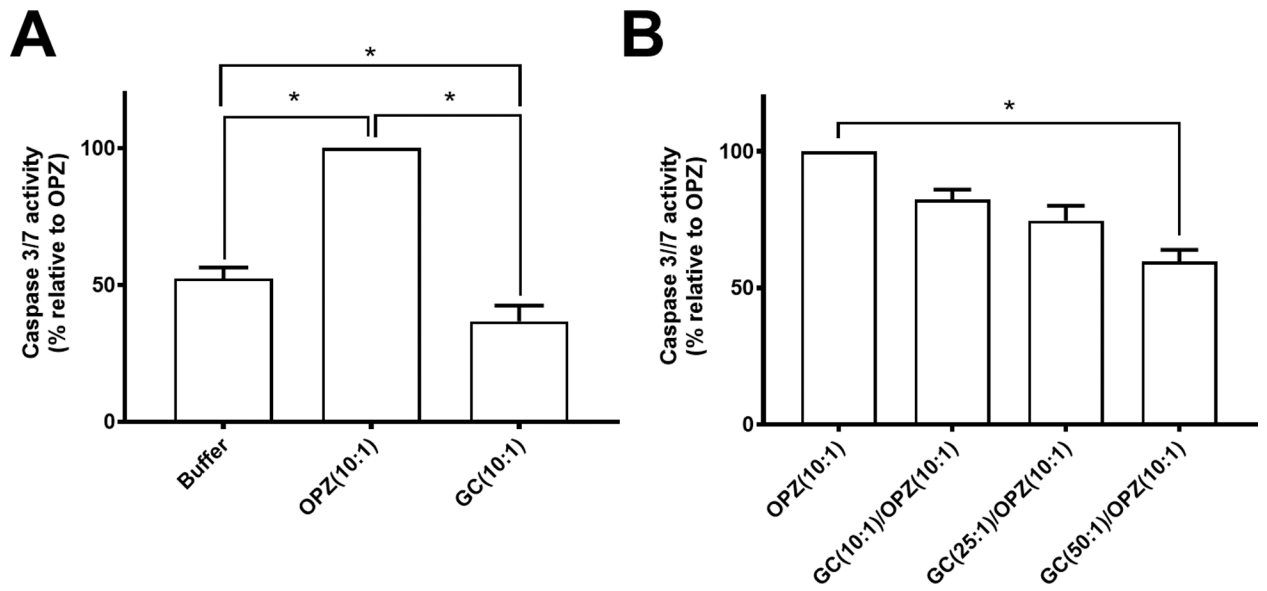 A
*
*
*
Caspase 3/7 activity
(% relative to OPZ)
100
50
0
Buffer
OPZ(10:1)
GC(10:1)
B
*
Caspase 3//7 activity
(% relative to OPZ)
100
50
0
OPZ(10:1)
GC(10:1)/OPZ(10:1)
GC(25:1)/OPZ(10:1)
GC(50:1)/OPZ(10:1)